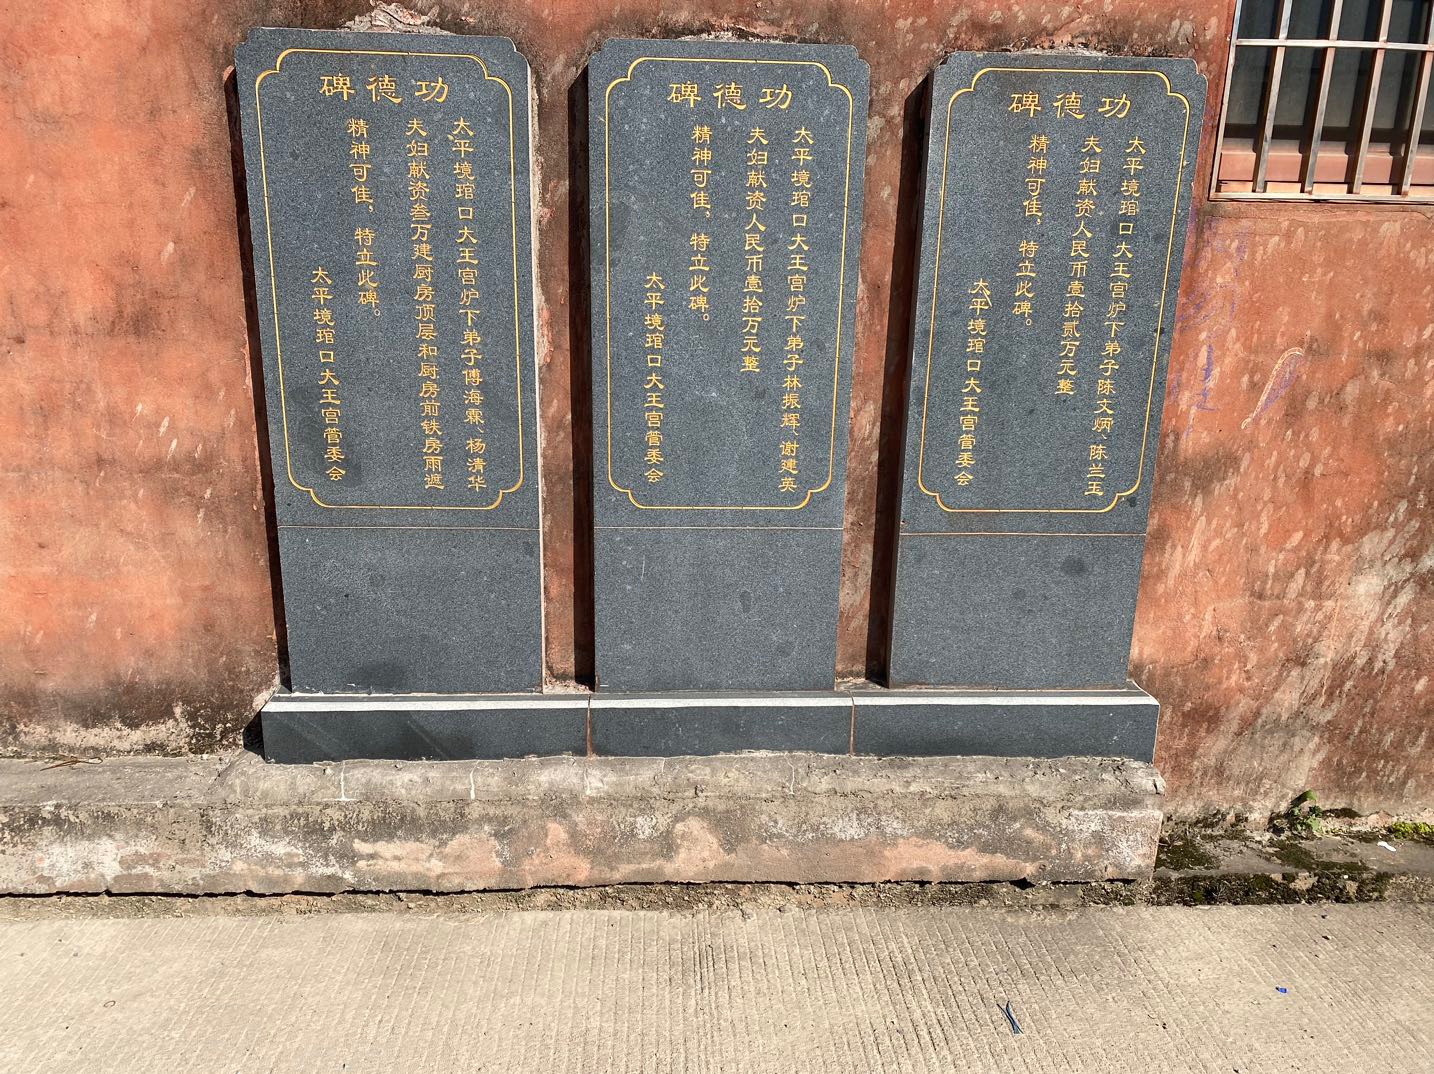 功德碑
太平境琯口大王宫炉下弟子陈文炳、陈兰玉
夫妇献资人民币壹拾贰万元整
精神可佳，特立此碑。
太平境琯口大王宫管委会
功德碑
太平境琯口大王宫炉下弟子林振辉、谢建英
夫妇献资人民币壹拾万元整
精神可佳，特立此碑。
太平境琯口大王宫管委会
功德碑
太平境琯口大王宫炉下弟子傅海霖、杨清华
夫妇献资叁万建厨房顶层和厨房前铁房雨遮
精神可佳，特立此碑。
太平境琯口大王宫管委会